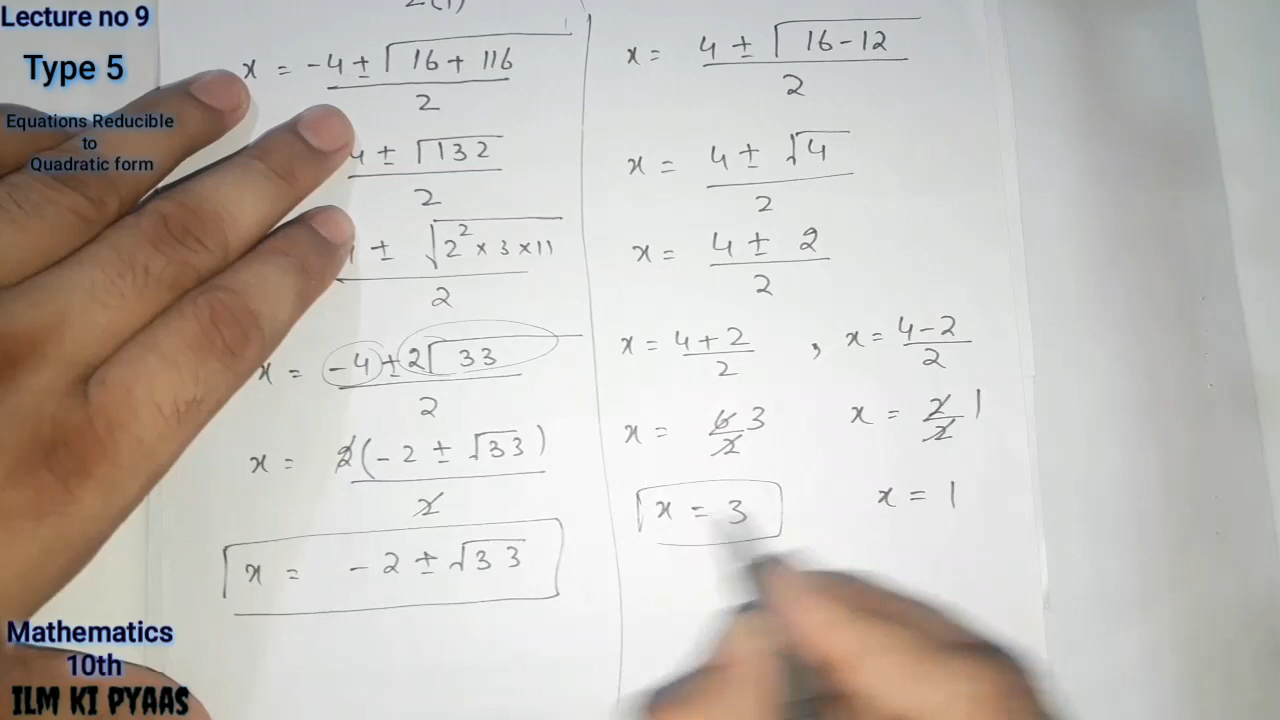 Lecture no 9
Type 5
Equations Reducible
to
Quadratic form
2(1)
x = -4 ± √16 + 116
2
4 ± √132
2
± √2² × 3 × 11
2
x = -4 ± 2√33
2
x = 2(-2 ± √33)
2
x = -2 ± √33
x = 4 ± √16-12
2
x = 4 ± √4
2
x = 4 ± 2
2
x = 4+2 , x = 4-2
2 2
x = 6 3 x = 2 1
2 2
x = 3 x = 1
Mathematics
10th
ILM KI PYAAS